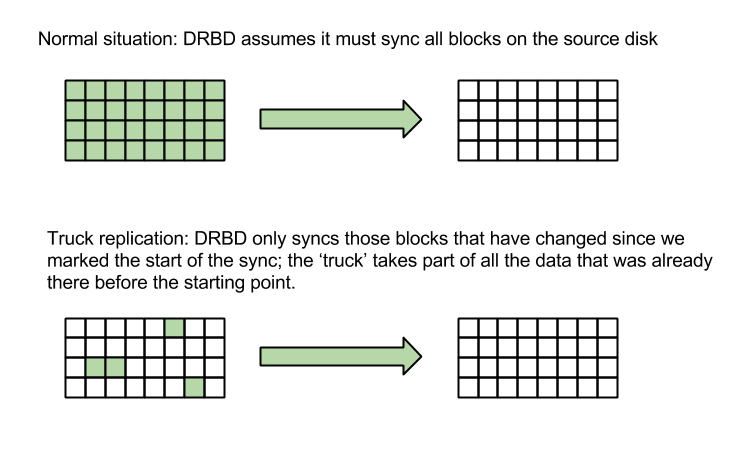 Normal situation: DRBD assumes it must sync all blocks on the source disk
Truck replication: DRBD only syncs those blocks that have changed since we
marked the start of the sync; the ‘truck’ takes part of all the data that was already
there before the starting point.